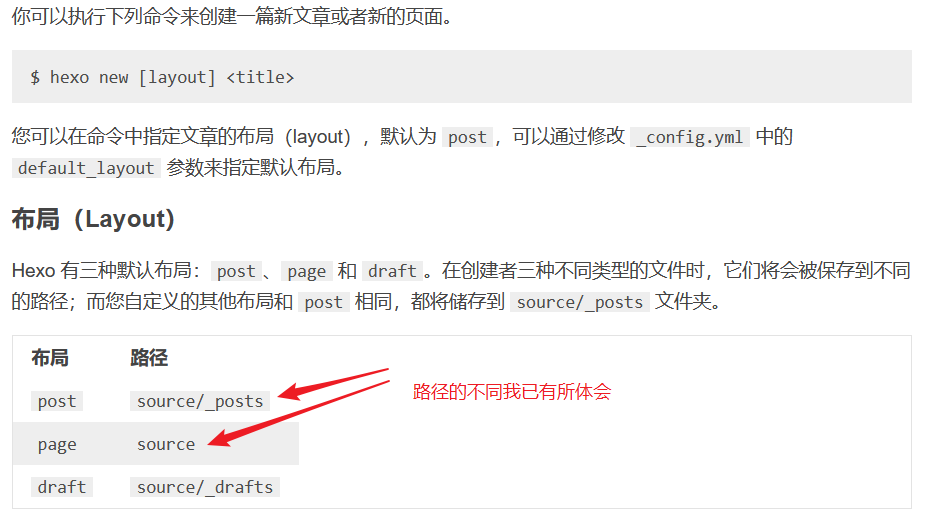 你可以执行下列命令来创建一篇新文章或者新的页面。
$ hexo new [layout] <title>
您可以在命令中指定文章的布局（layout），默认为 post，可以通过修改 _config.yml 中的
default_layout 参数来指定默认布局。
布局（Layout）
Hexo 有三种默认布局：post、page 和 draft。在创建者三种不同类型的文件时，它们将会被保存到不同
的路径；而您自定义的其他布局和 post 相同，都将储存到 source/_posts 文件夹。
布局 路径
post source/_posts
路径的不同我已有所体会
page source
draft source/_drafts